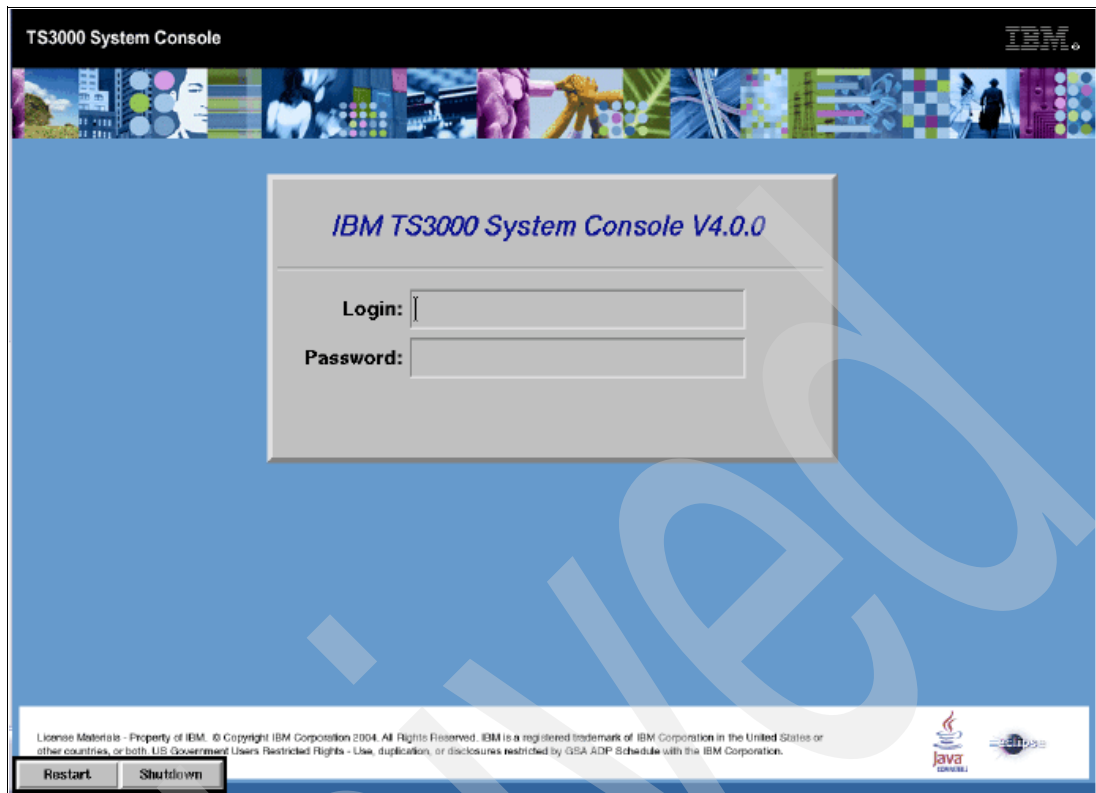 TS3000 System Console
IBM
IBM TS3000 System Console V4.0.0
Login:
Password:
License Materials - Property of IBM. © Copyright IBM Corporation 2004. All Rights Reserved. IBM is a registered trademark of IBM Corporation in the United States or
other countries, or both. US Government Users Restricted Rights - Use, duplication, or disclosures restricted by GSA ADP Schedule with the IBM Corporation.
Java
COMPATIBLE
eclipse
Restart
Shutdown